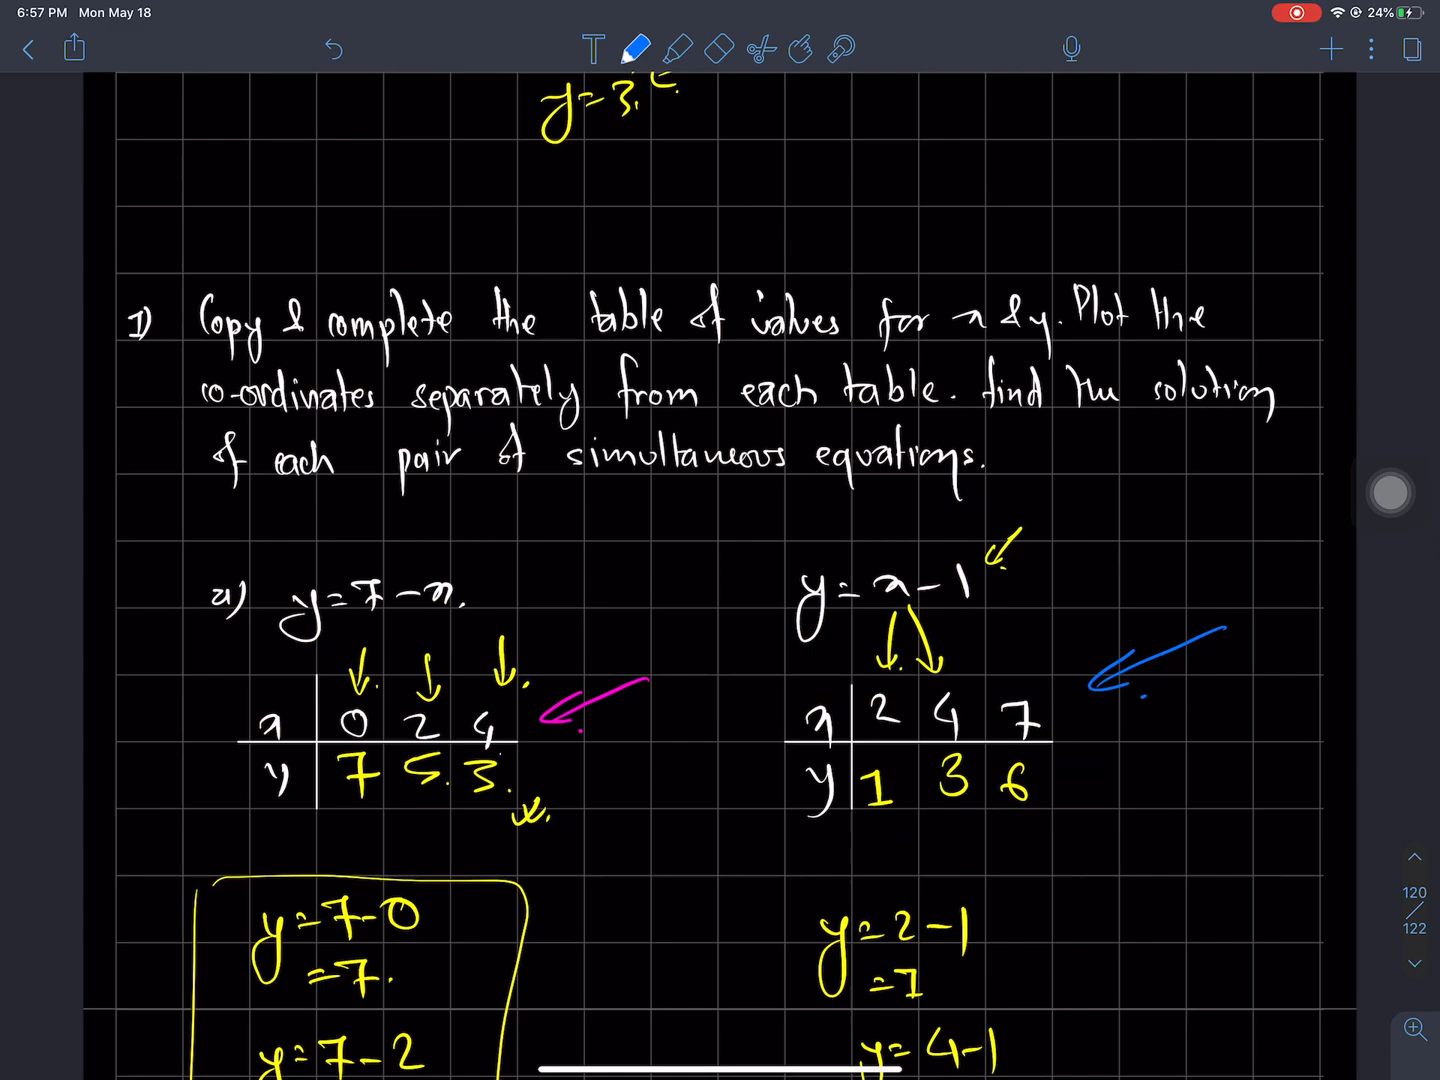 6:57 PM Mon May 18
24%
y=3.
1) Copy & complete the table of values for x & y. Plot the
co-ordinates separately from each table. find the solution
of each pair of simultaneous equations.
a) y=7-x.
y=x-1
x 0 2 4
y 7 5. 3.
x 2 4 7
y 1 3 6
y=7-0
=7.
y=7-2
y=2-1
=1
y=4-1
120
/
122